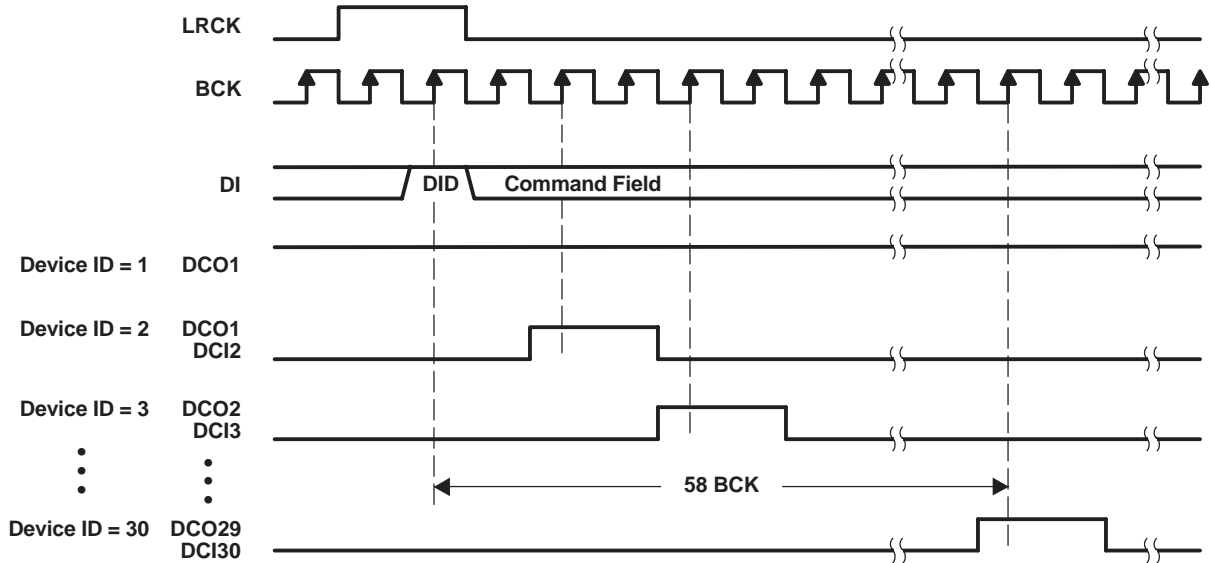 LRCK
BCK
DI
DID
Command Field
Device ID = 1 DCO1
Device ID = 2 DCO1
DCI2
Device ID = 3 DCO2
DCI3
58 BCK
Device ID = 30 DCO29
DCI30